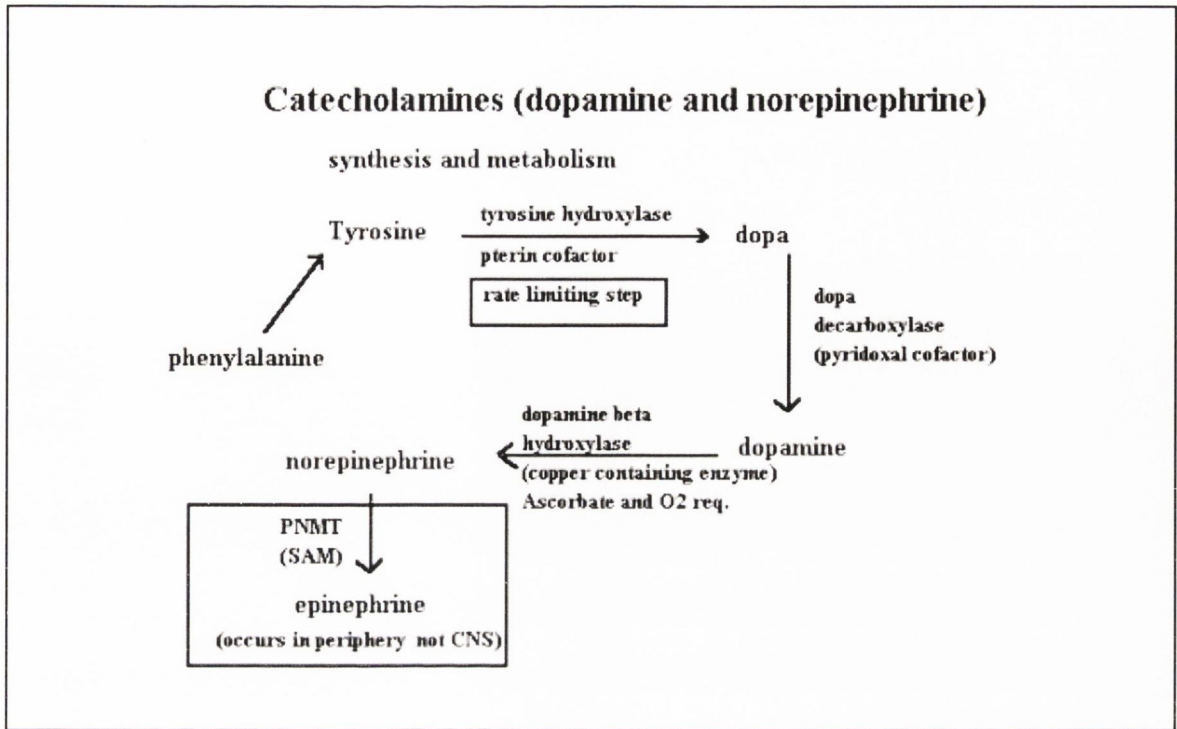 Catecholamines (dopamine and norepinephrine)
synthesis and metabolism
Tyrosine
tyrosine hydroxylase
pterin cofactor
rate limiting step
dopa
phenylalanine
dopa
decarboxylase
(pyridoxal cofactor)
dopamine
dopamine beta
hydroxylase
(copper containing enzyme)
Ascorbate and O2 req.
norepinephrine
PNMT
(SAM)
epinephrine
(occurs in periphery not CNS)